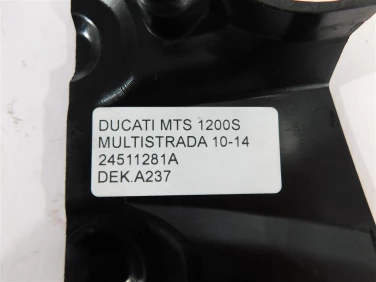 DUCATI MTS 1200S
MULTISTRADA 10-14
24511281A
DEK.A237